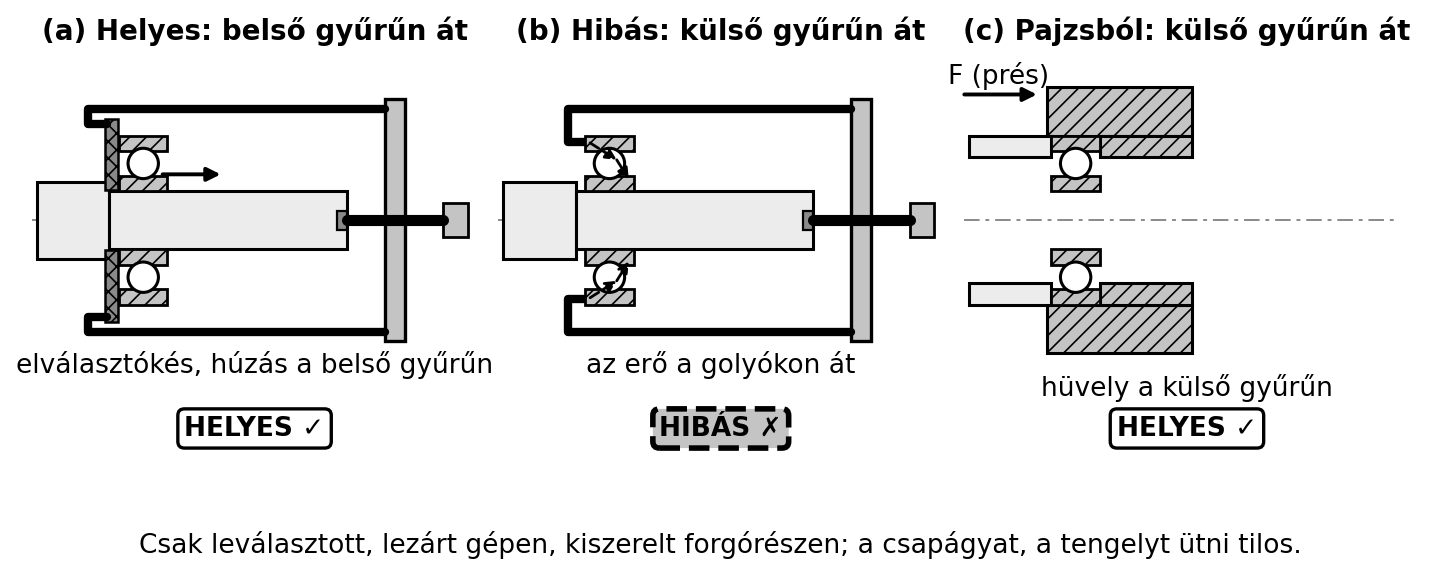 (a) Helyes: belső gyűrűn át
(b) Hibás: külső gyűrűn át
(c) Pajzsból: külső gyűrűn át
F (prés)
elválasztókés, húzás a belső gyűrűn
az erő a golyókon át
hüvely a külső gyűrűn
HELYES ✓
HIBÁS ✗
HELYES ✓
Csak leválasztott, lezárt gépen, kiszerelt forgórészen; a csapágyat, a tengelyt ütni tilos.